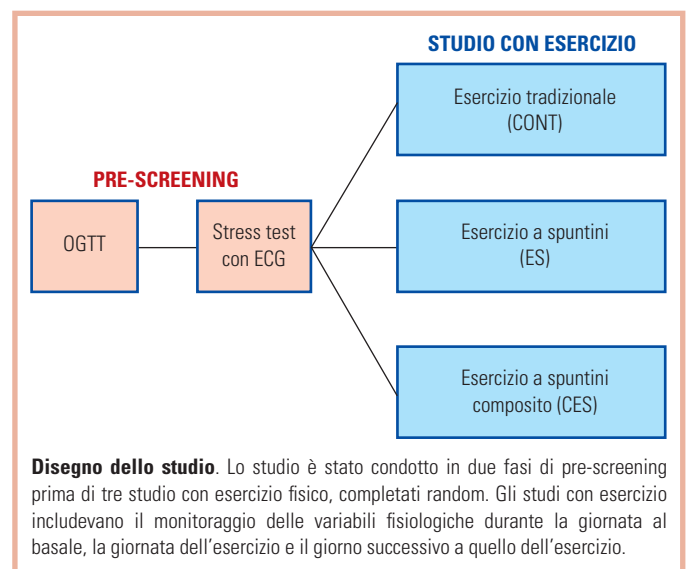 STUDIO CON ESERCIZIO
Esercizio tradizionale
(CONT)
PRE-SCREENING
OGTT
Stress test
con ECG
Esercizio a spuntini
(ES)
Esercizio a spuntini
composito (CES)
Disegno dello studio. Lo studio è stato condotto in due fasi di pre-screening
prima di tre studio con esercizio fisico, completati random. Gli studi con esercizio
includevano il monitoraggio delle variabili fisiologiche durante la giornata al
basale, la giornata dell’esercizio e il giorno successivo a quello dell’esercizio.